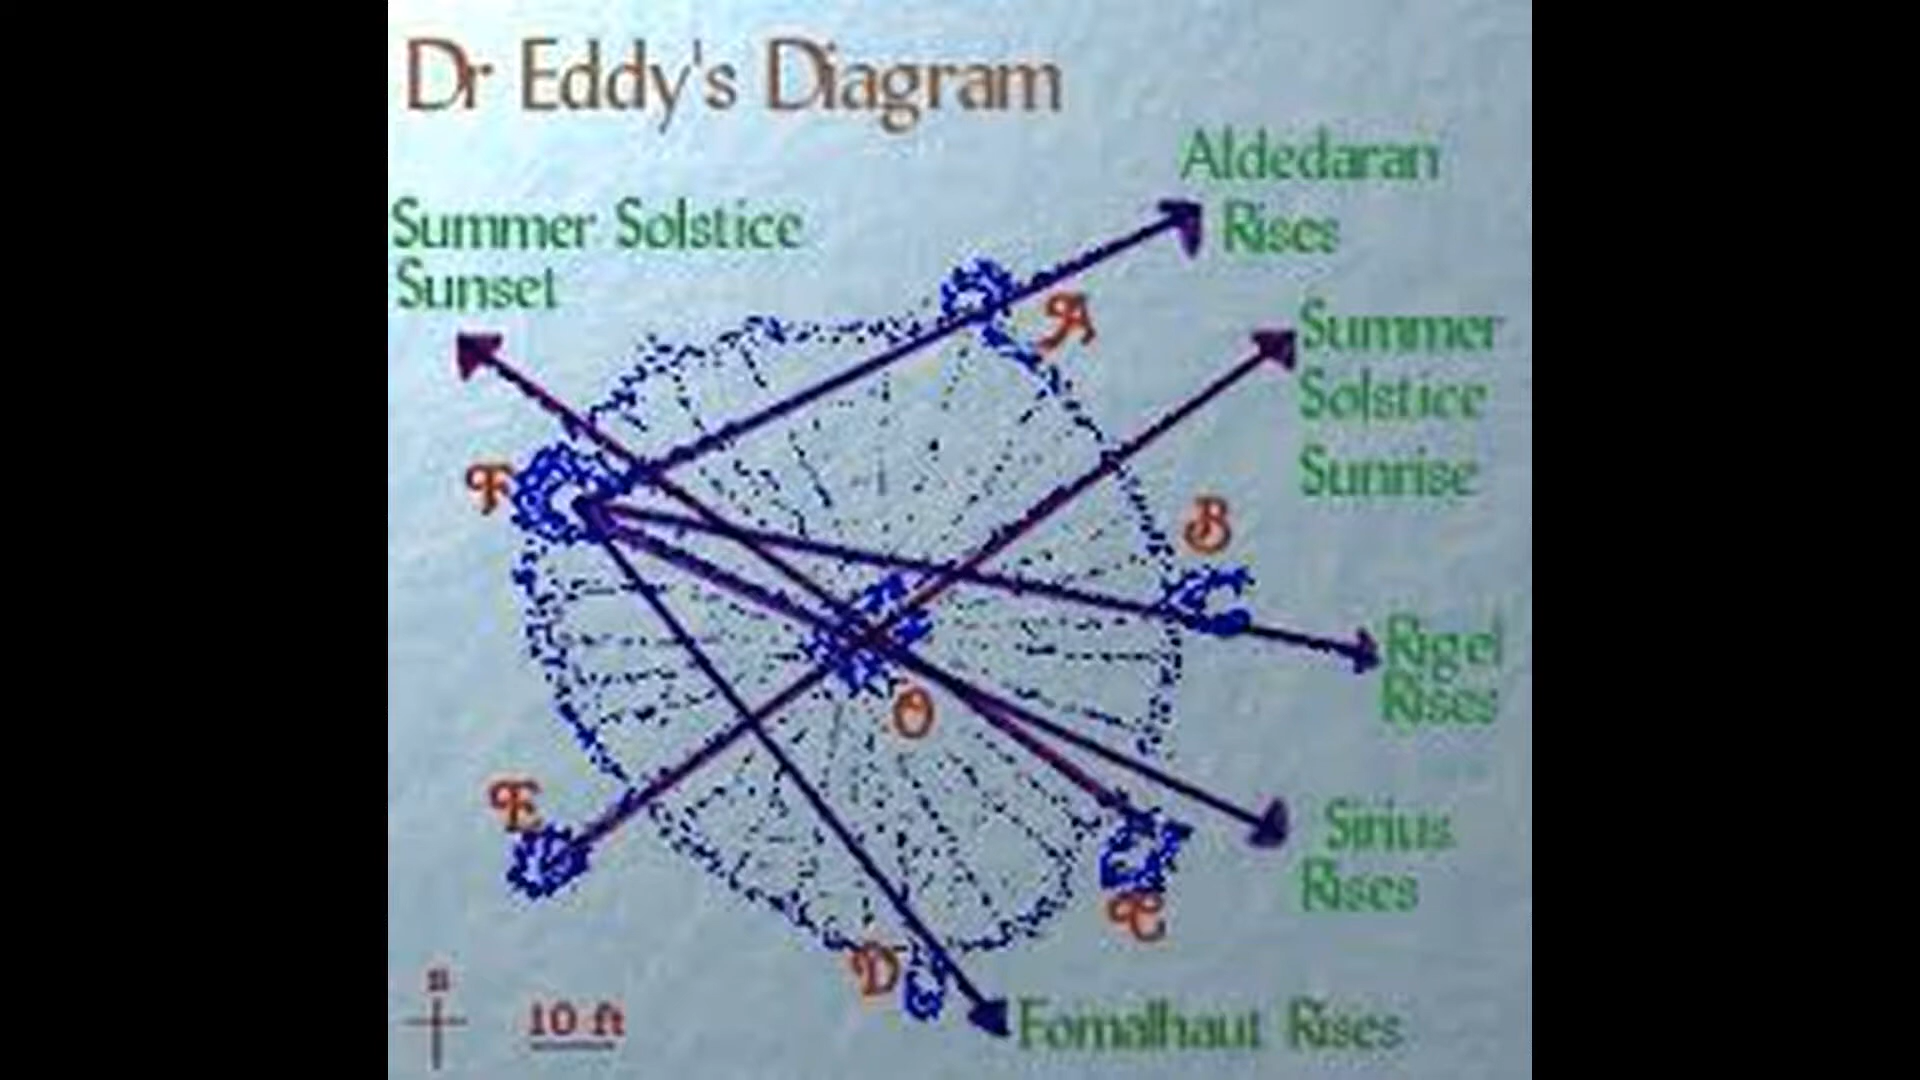 Dr Eddy's Diagram
Aldedaran
Rises
Summer Solstice
Sunset
A
Summer
Solstice
Sunrise
F
B
Rigel
Rises
O
E
Sirius
Rises
C
D
10 ft
Fomalhaut Rises